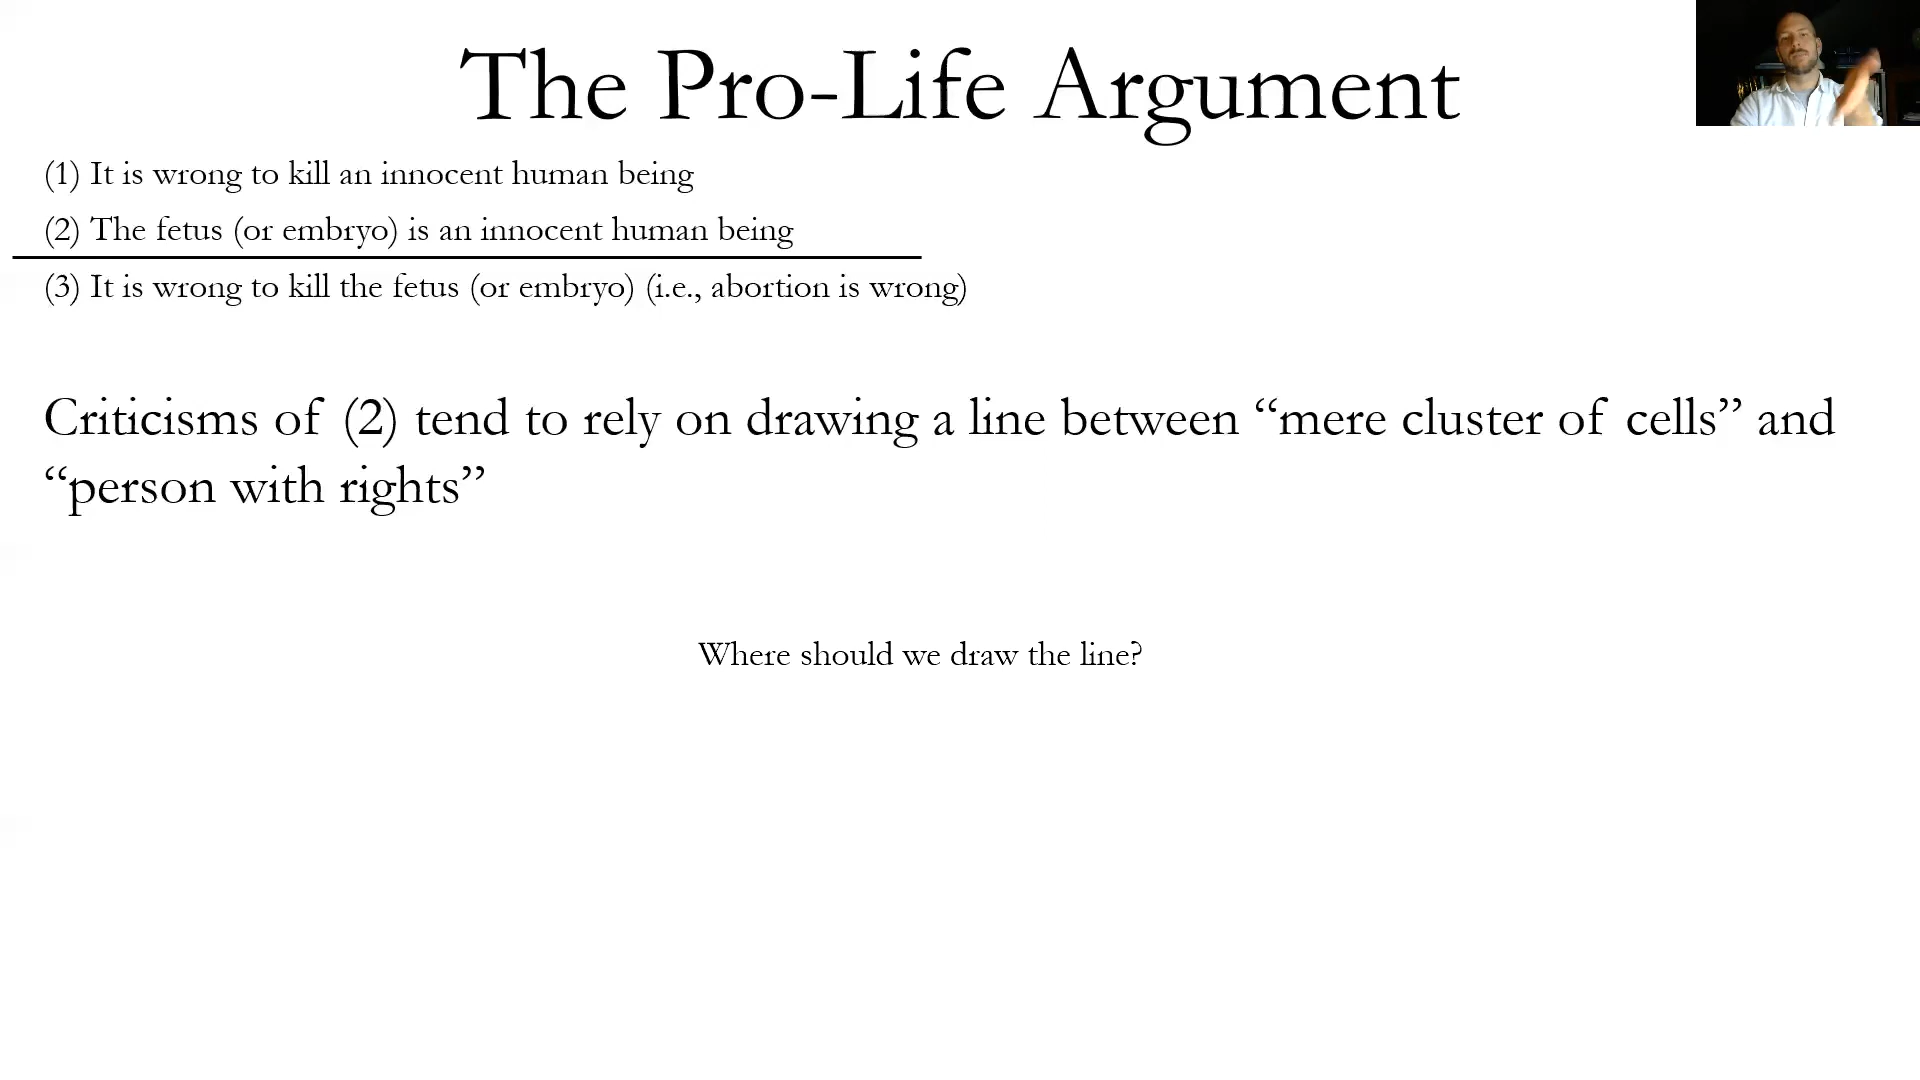 The Pro-Life Argument
(1) It is wrong to kill an innocent human being
(2) The fetus (or embryo) is an innocent human being
(3) It is wrong to kill the fetus (or embryo) (i.e., abortion is wrong)
Criticisms of (2) tend to rely on drawing a line between “mere cluster of cells” and
“person with rights”
Where should we draw the line?